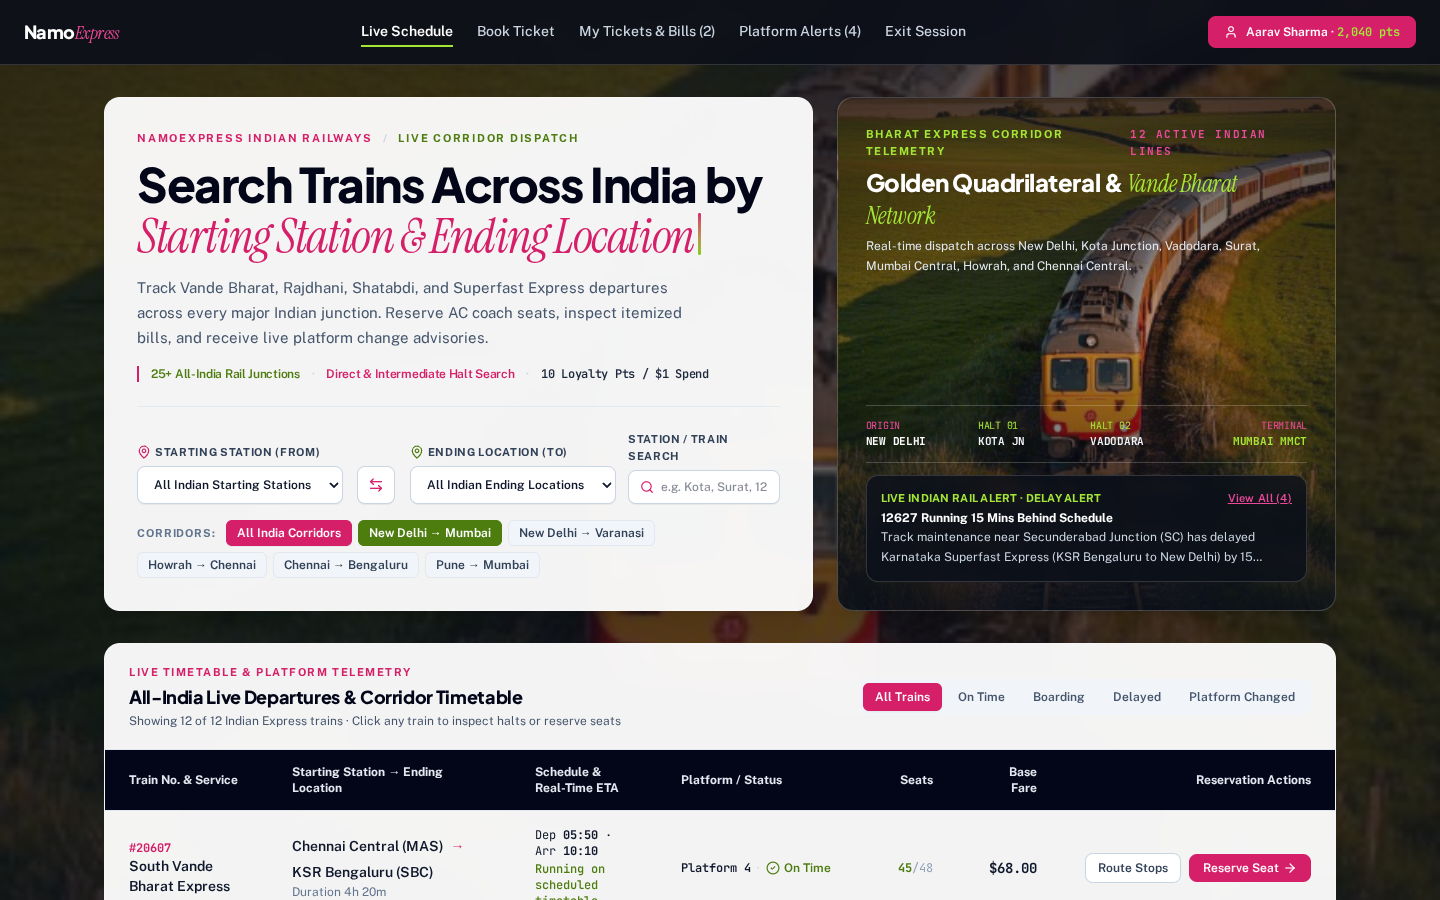 NamoExpress
Live Schedule
Book Ticket
My Tickets & Bills (2)
Platform Alerts (4)
Exit Session
Aarav Sharma · 2,040 pts
NAMOEXPRESS INDIAN RAILWAYS / LIVE CORRIDOR DISPATCH
Search Trains Across India by
Starting Station & Ending Location
Track Vande Bharat, Rajdhani, Shatabdi, and Superfast Express departures
across every major Indian junction. Reserve AC coach seats, inspect itemized
bills, and receive live platform change advisories.
25+ All-India Rail Junctions · Direct & Intermediate Halt Search · 10 Loyalty Pts / $1 Spend
STARTING STATION (FROM)
All Indian Starting Stations
ENDING LOCATION (TO)
All Indian Ending Locations
STATION / TRAIN
SEARCH
e.g. Kota, Surat, 12
CORRIDORS:
All India Corridors
New Delhi → Mumbai
New Delhi → Varanasi
Howrah → Chennai
Chennai → Bengaluru
Pune → Mumbai
BHARAT EXPRESS CORRIDOR
TELEMETRY
12 ACTIVE INDIAN
LINES
Golden Quadrilateral & Vande Bharat
Network
Real-time dispatch across New Delhi, Kota Junction, Vadodara, Surat,
Mumbai Central, Howrah, and Chennai Central.
ORIGIN
NEW DELHI
HALT 01
KOTA JN
HALT 02
VADODARA
TERMINAL
MUMBAI MMCT
LIVE INDIAN RAIL ALERT · DELAY ALERT
View All (4)
12627 Running 15 Mins Behind Schedule
Track maintenance near Secunderabad Junction (SC) has delayed
Karnataka Superfast Express (KSR Bengaluru to New Delhi) by 15...
LIVE TIMETABLE & PLATFORM TELEMETRY
All-India Live Departures & Corridor Timetable
Showing 12 of 12 Indian Express trains · Click any train to inspect halts or reserve seats
All Trains
On Time
Boarding
Delayed
Platform Changed
Train No. & Service
Starting Station → Ending
Location
Schedule &
Real-Time ETA
Platform / Status
Seats
Base
Fare
Reservation Actions
#20607
South Vande
Bharat Express
Chennai Central (MAS) →
KSR Bengaluru (SBC)
Duration 4h 20m
Dep 05:50 ·
Arr 10:10
Running on
scheduled
timetable
Platform 4 · On Time
45/48
$68.00
Route Stops
Reserve Seat →